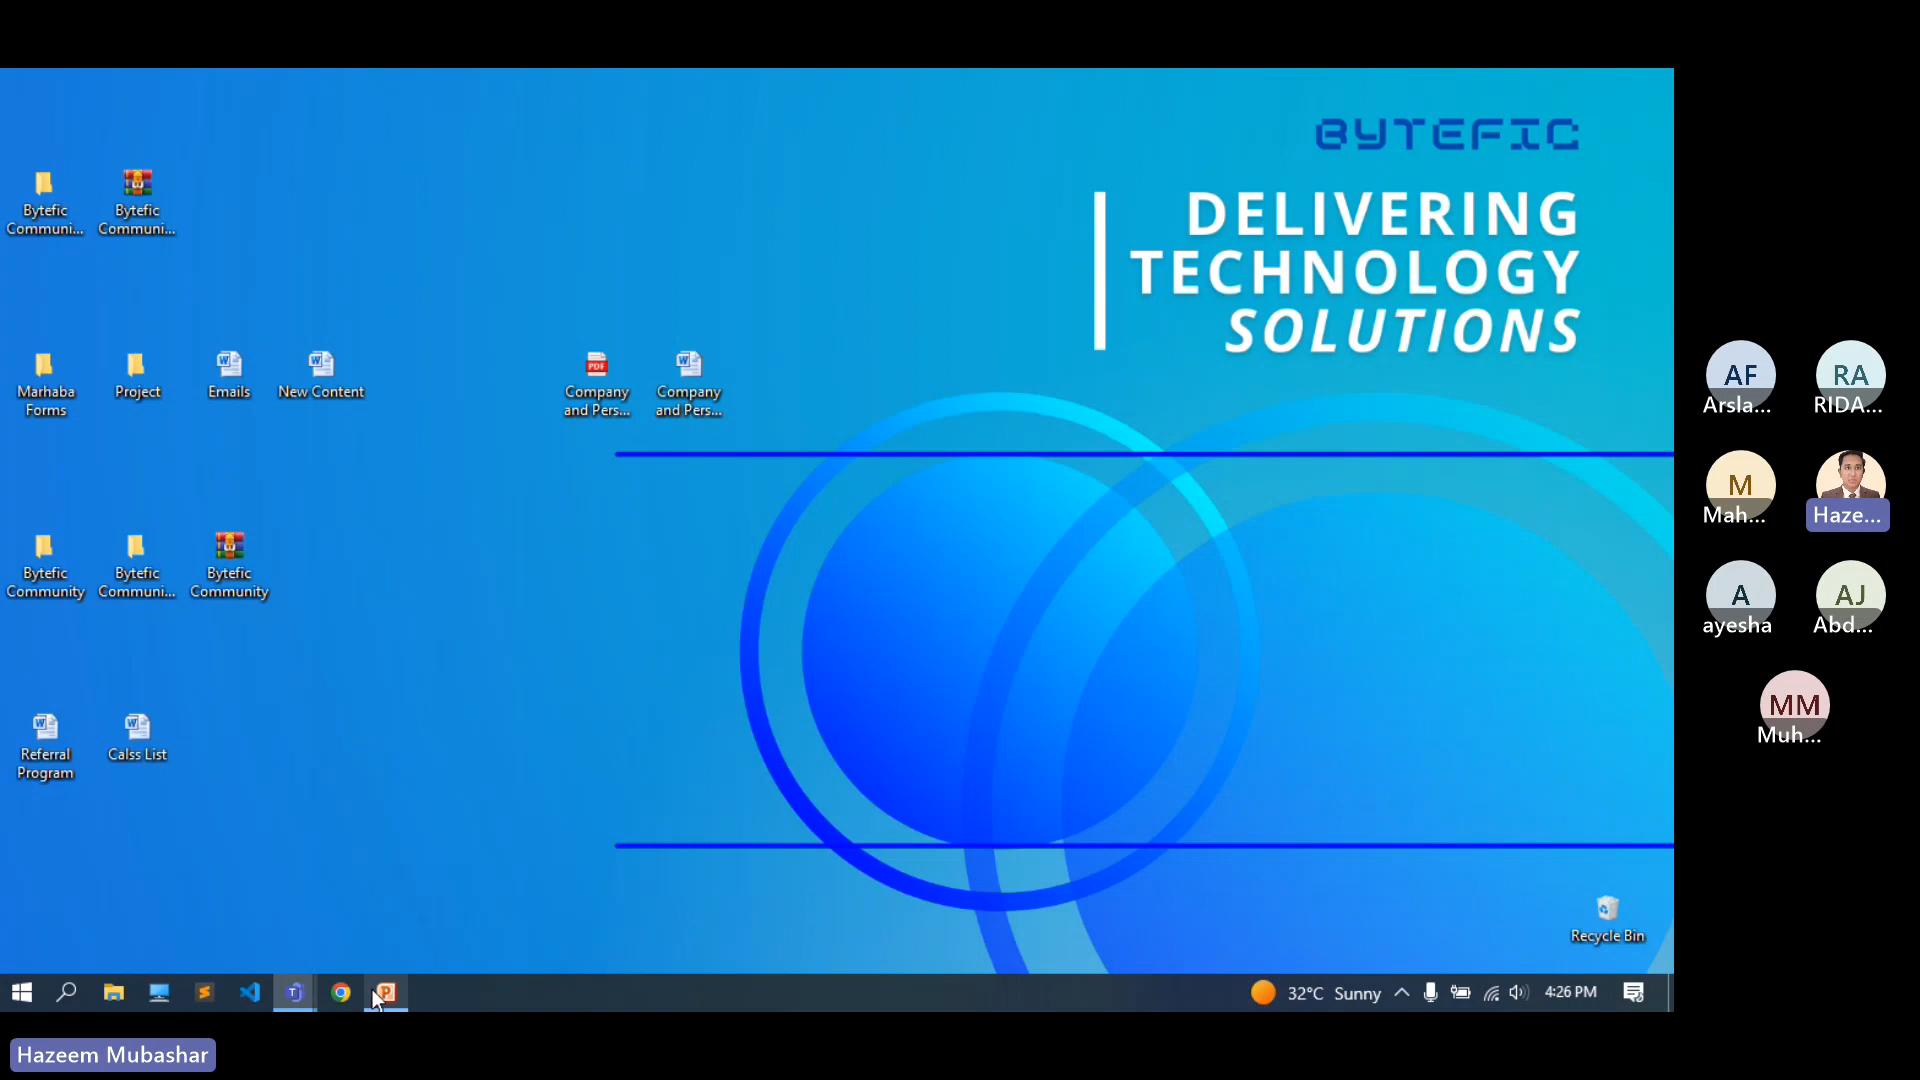 BYTEFIC
DELIVERING
TECHNOLOGY
SOLUTIONS
Bytefic
Communi...
Bytefic
Communi...
Marhaba
Forms
Project
Emails
New Content
PDF
Company
and Pers...
Company
and Pers...
Bytefic
Community
Bytefic
Communi...
Bytefic
Community
Referral
Program
Calss List
Recycle Bin
32°C Sunny
4:26 PM
AF
Arsla...
RA
RIDA...
M
Mah...
Haze...
A
ayesha
AJ
Abd...
MM
Muh...
Hazeem Mubashar